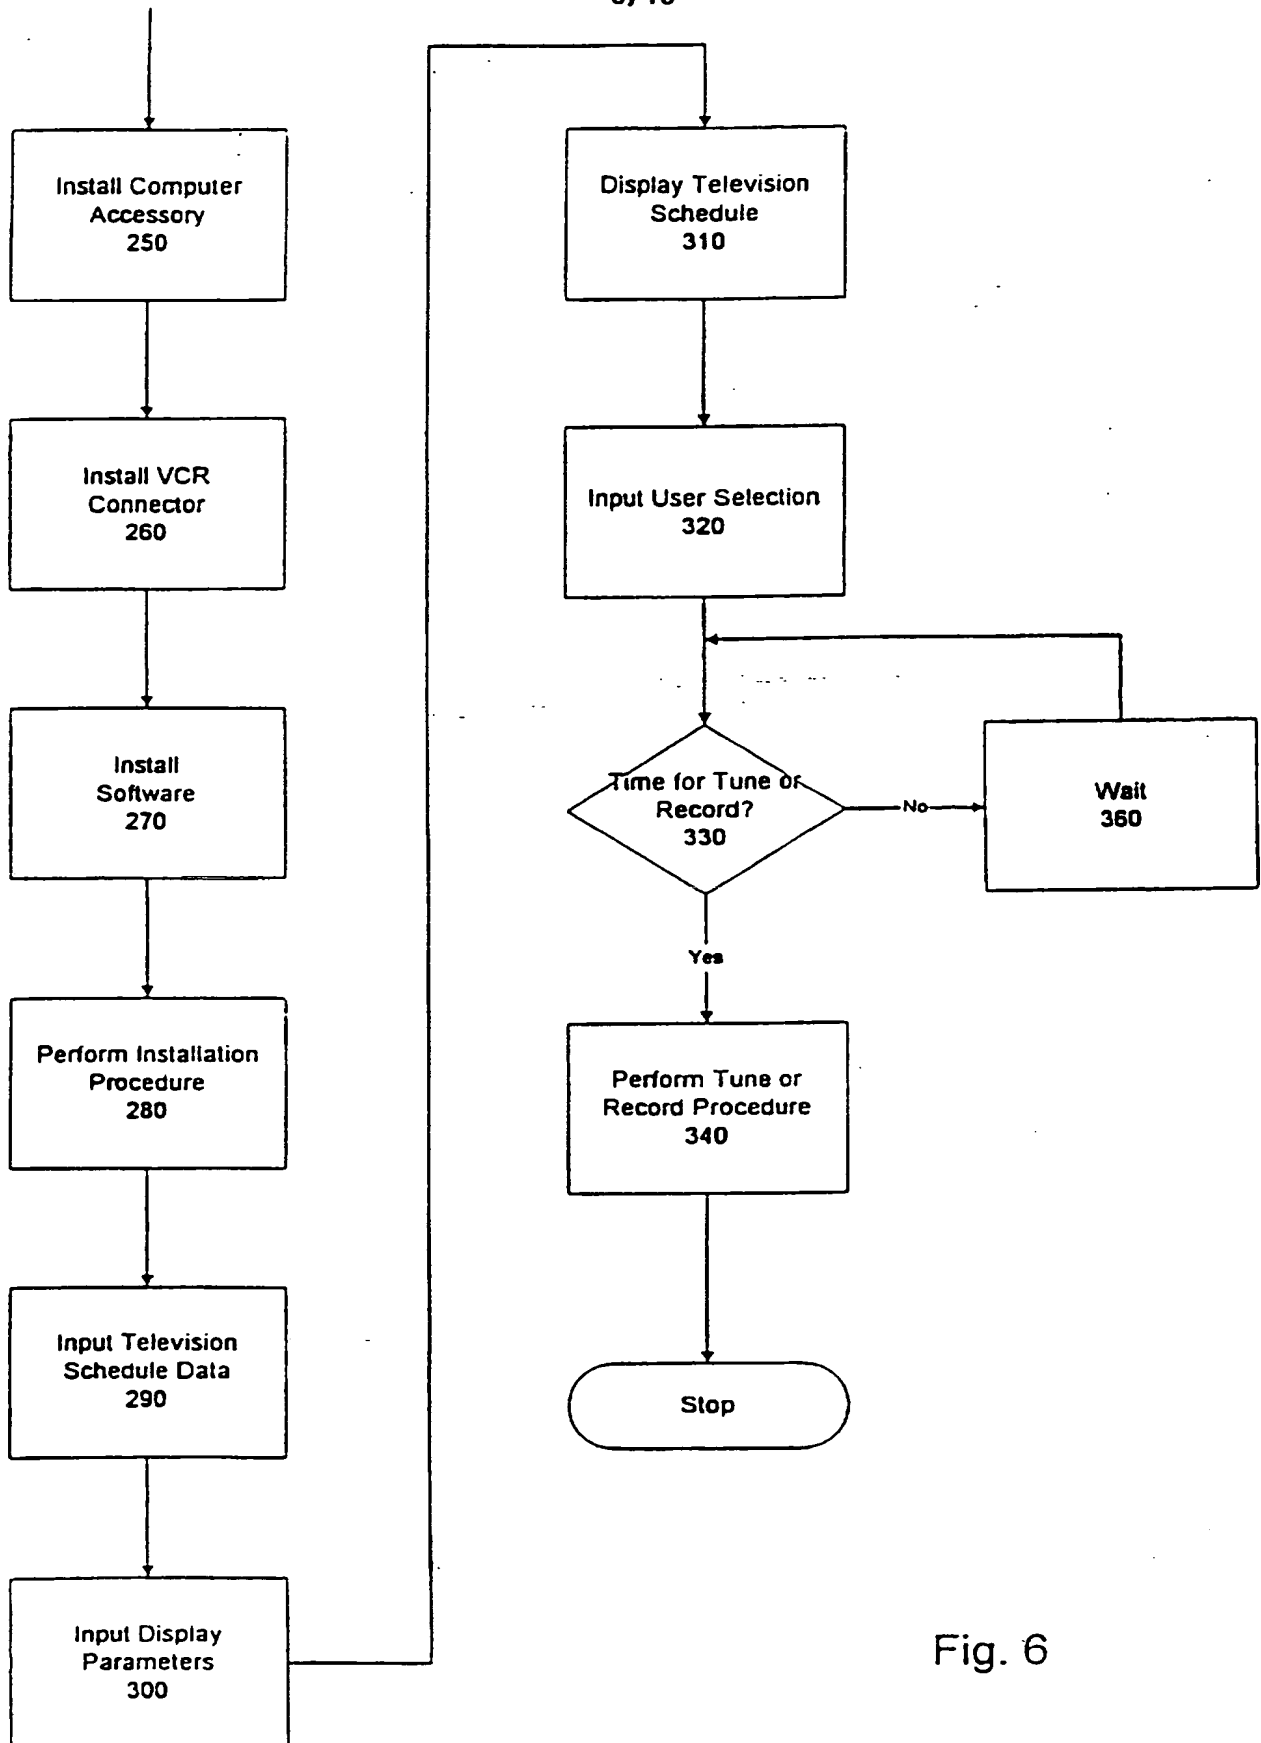 Install Computer
Accessory
250
Install VCR
Connector
260
Install
Software
270
Perform Installation
Procedure
280
Input Television
Schedule Data
290
Input Display
Parameters
300
Display Television
Schedule
310
Input User Selection
320
Time for Tune or
Record?
330
No
Wait
360
Yes
Perform Tune or
Record Procedure
340
Stop
Fig. 6